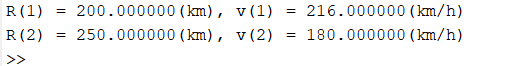 R(1) = 200.000000(km), v(1) = 216.000000(km/h)
R(2) = 250.000000(km), v(2) = 180.000000(km/h)
>>